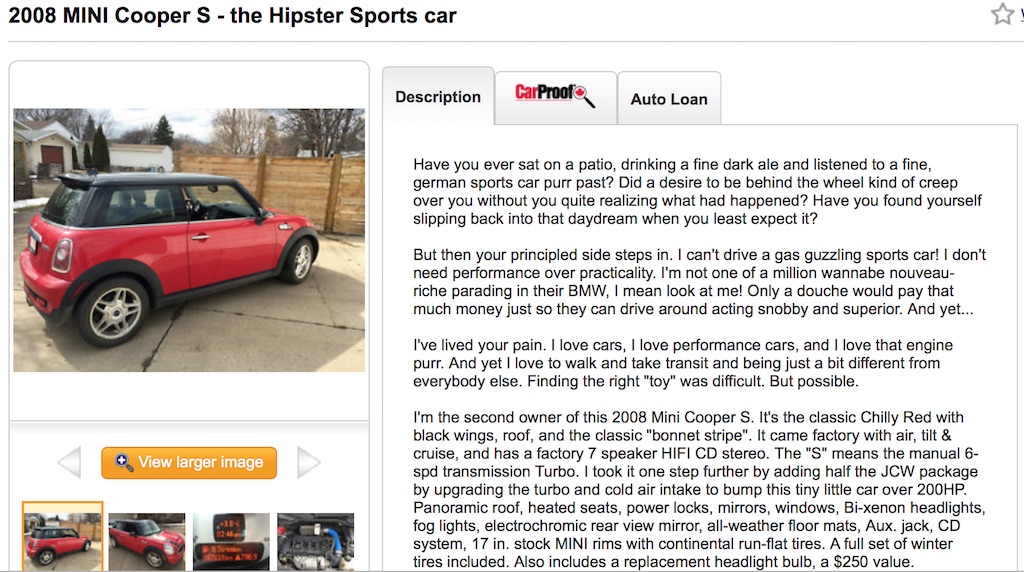 2008 MINI Cooper S - the Hipster Sports car
Description
CarProof
Auto Loan
Have you ever sat on a patio, drinking a fine dark ale and listened to a fine,
german sports car purr past? Did a desire to be behind the wheel kind of creep
over you without you quite realizing what had happened? Have you found yourself
slipping back into that daydream when you least expect it?
But then your principled side steps in. I can't drive a gas guzzling sports car! I don't
need performance over practicality. I'm not one of a million wannabe nouveau-
riche parading in their BMW, I mean look at me! Only a douche would pay that
much money just so they can drive around acting snobby and superior. And yet...
I've lived your pain. I love cars, I love performance cars, and I love that engine
purr. And yet I love to walk and take transit and being just a bit different from
everybody else. Finding the right "toy" was difficult. But possible.
I'm the second owner of this 2008 Mini Cooper S. It's the classic Chilly Red with
black wings, roof, and the classic "bonnet stripe". It came factory with air, tilt &
cruise, and has a factory 7 speaker HIFI CD stereo. The "S" means the manual 6-
spd transmission Turbo. I took it one step further by adding half the JCW package
by upgrading the turbo and cold air intake to bump this tiny little car over 200HP.
Panoramic roof, heated seats, power locks, mirrors, windows, Bi-xenon headlights,
fog lights, electrochromic rear view mirror, all-weather floor mats, Aux. jack, CD
system, 17 in. stock MINI rims with continental run-flat tires. A full set of winter
tires included. Also includes a replacement headlight bulb, a $250 value.
View larger image